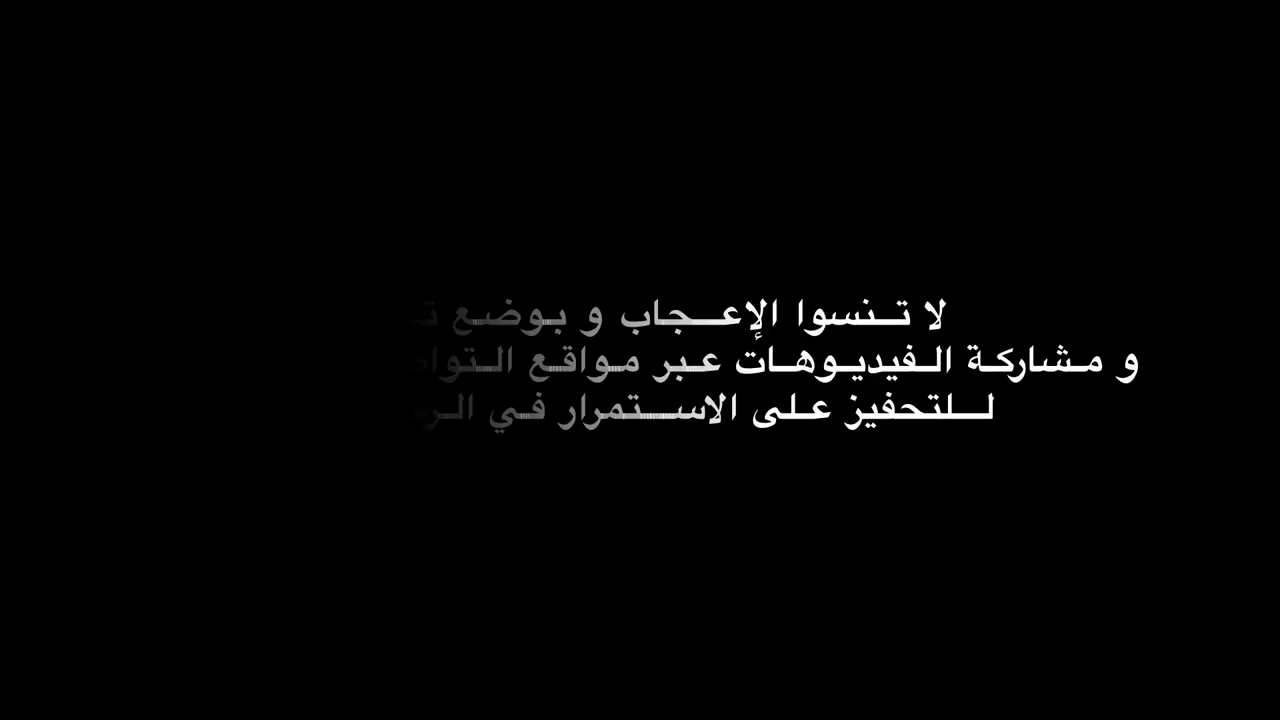 لا تنسوا الإعجاب و بوضع
و مشاركة الفيديوهات عبر مواقع
للتحفيز على الاستمرار في